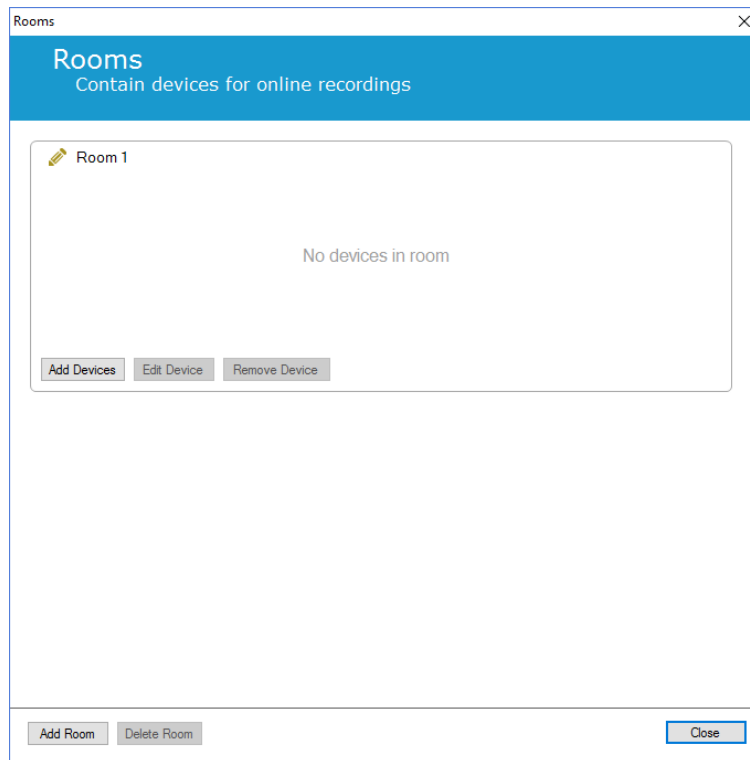 Rooms
Rooms
Contain devices for online recordings
Room 1
No devices in room
Add Devices Edit Device Remove Device
Add Room Delete Room Close